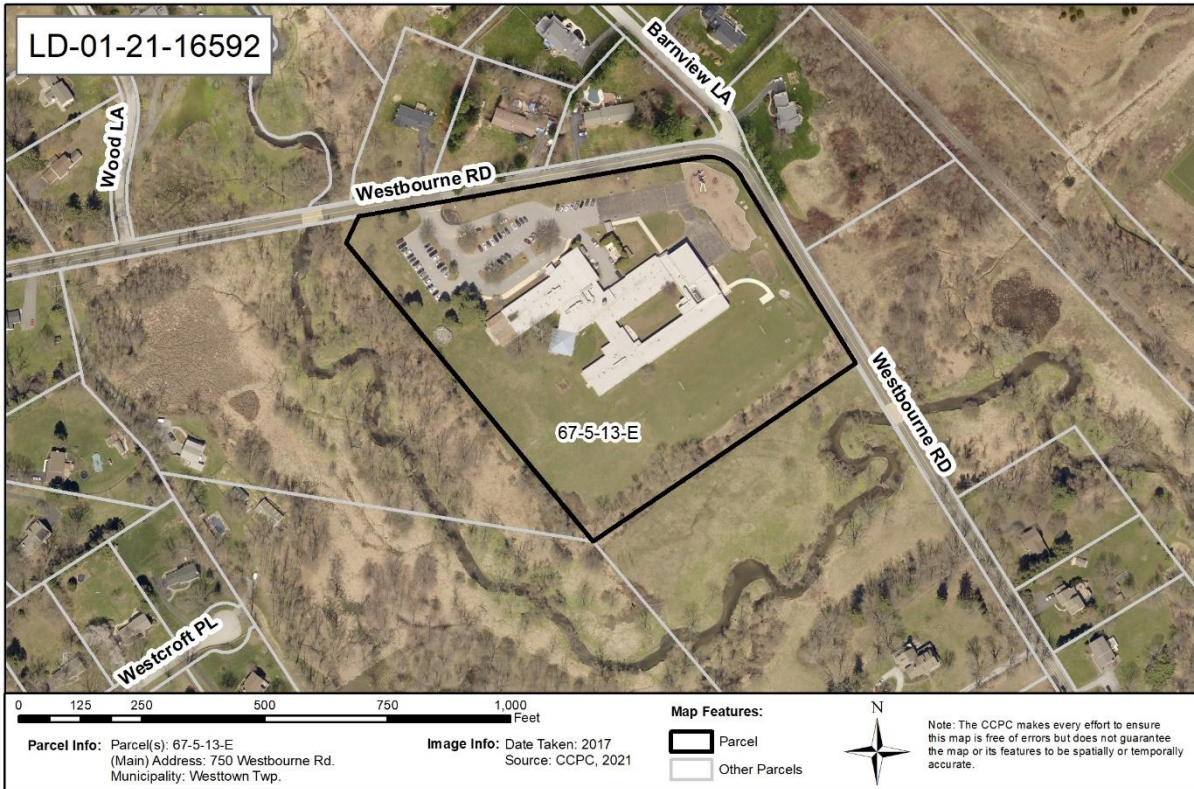 LD-01-21-16592
Barnview LA
Wood LA
Westbourne RD
Westbourne RD
67-5-13-E
Westcroft PL
0 125 250 500 750 1,000
Feet
Parcel Info: Parcel(s): 67-5-13-E
(Main) Address: 750 Westbourne Rd.
Municipality: Westtown Twp.
Image Info: Date Taken: 2017
Source: CCPC, 2021
Map Features:
Parcel
Other Parcels
N
Note: The CCPC makes every effort to ensure
this map is free of errors but does not guarantee
the map or its features to be spatially or temporally
accurate.